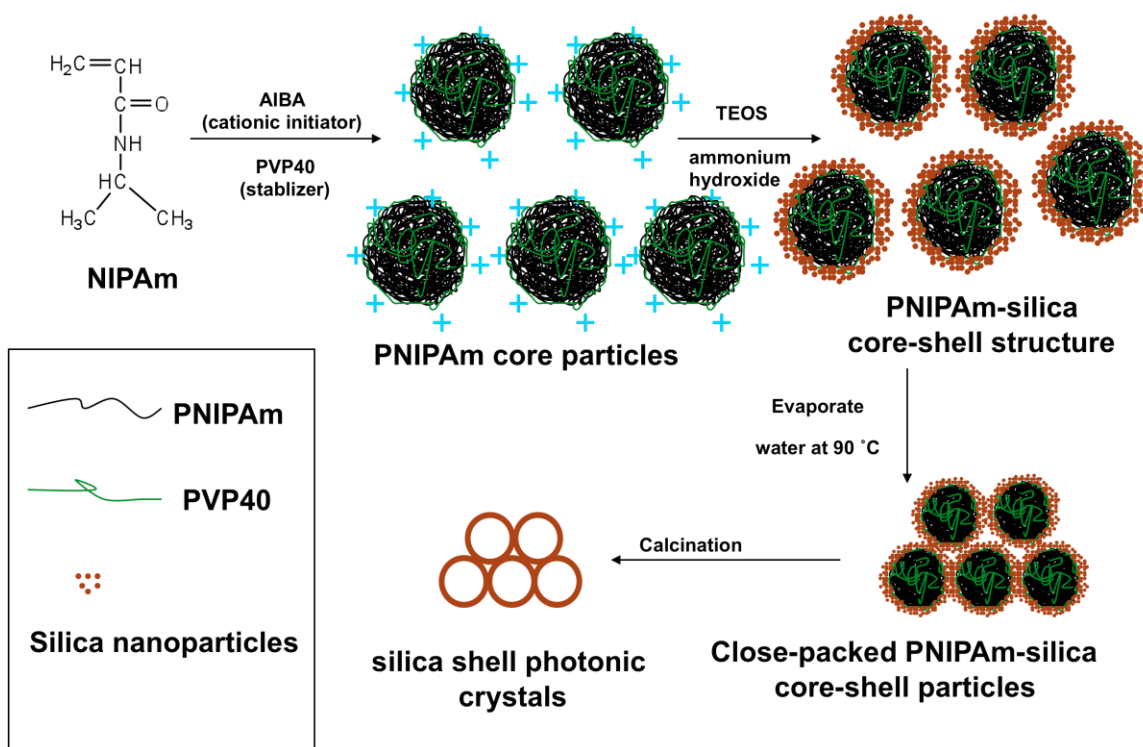 H₂C
CH
C
O
NH
HC
H₃C
CH₃
NIPAm
AIBA
(cationic initiator)
PVP40
(stablizer)
PNIPAm core particles
TEOS
ammonium
hydroxide
PNIPAm-silica
core-shell structure
Evaporate
water at 90 ˚C
Close-packed PNIPAm-silica
core-shell particles
Calcination
silica shell photonic
crystals
PNIPAm
PVP40
Silica nanoparticles